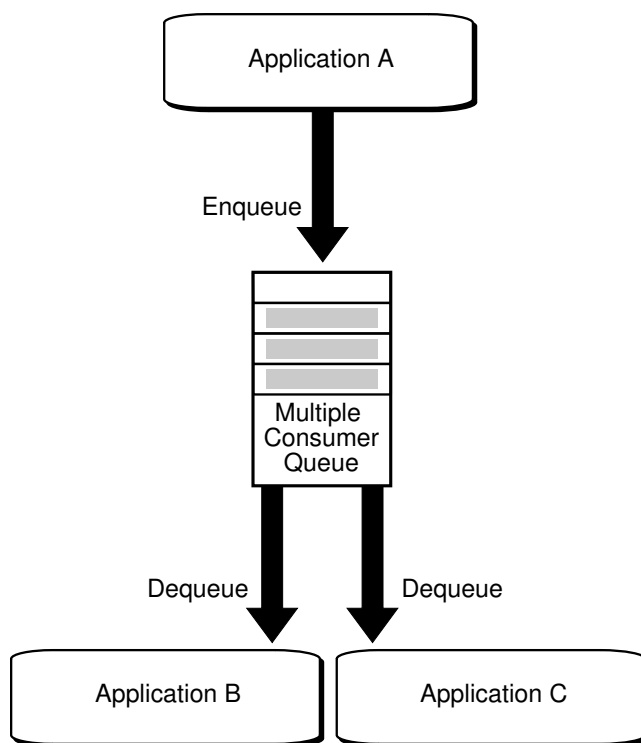 Application A
Enqueue
Multiple
Consumer
Queue
Dequeue
Dequeue
Application B
Application C